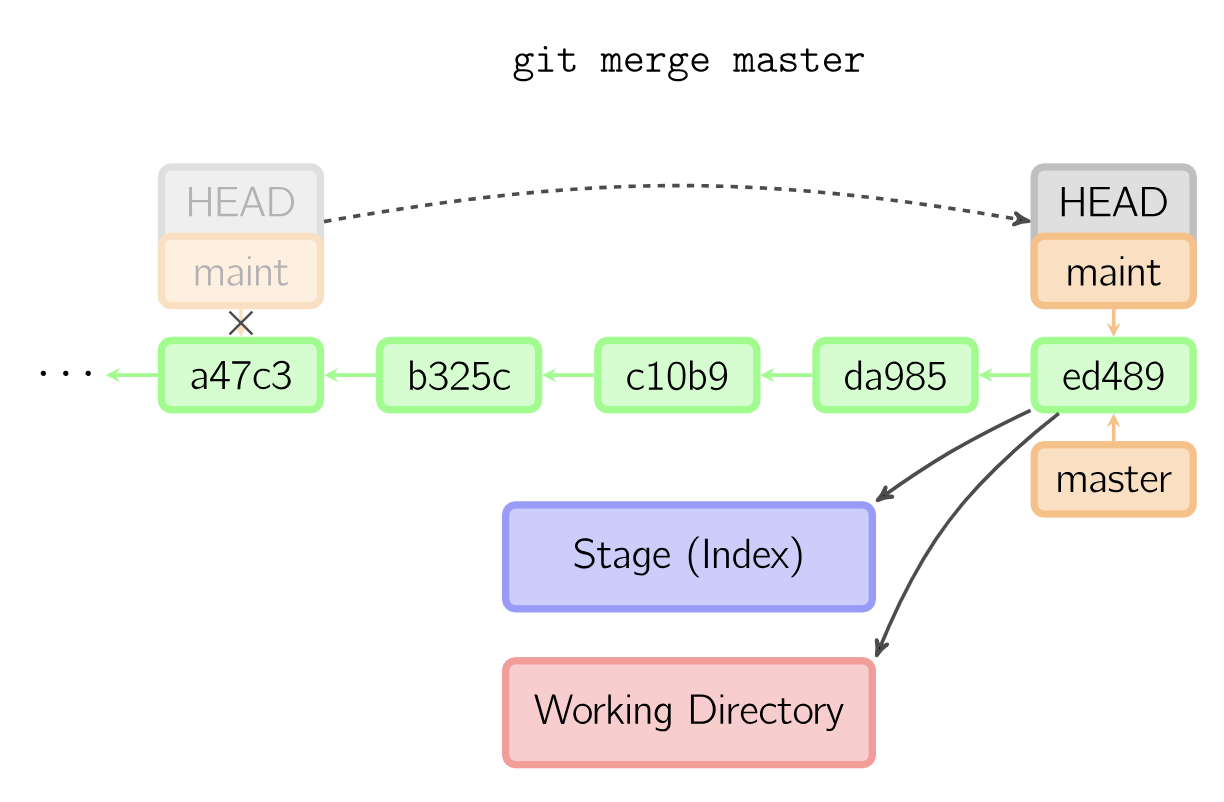 git merge master
HEAD HEAD
maint maint
... a47c3 b325c c10b9 da985 ed489
master
Stage (Index)
Working Directory